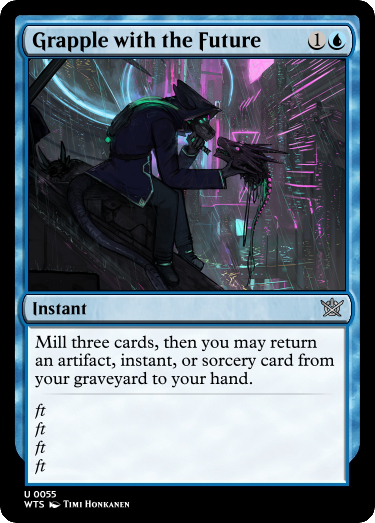 Grapple with the Future 1
Instant
Mill three cards, then you may return
an artifact, instant, or sorcery card from
your graveyard to your hand.
ft
ft
ft
ft
U 0055
WTS Timi Honkanen